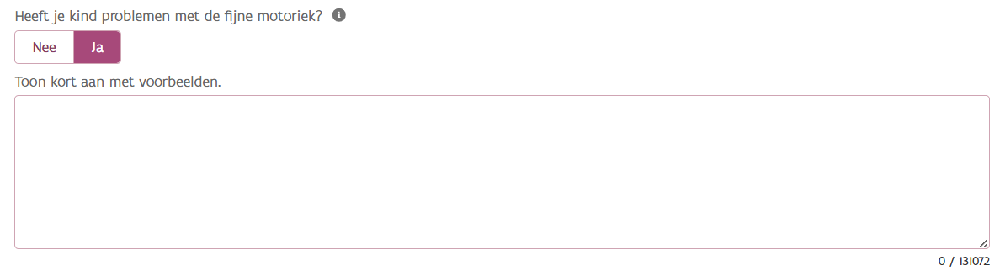 Heeft je kind problemen met de fijne motoriek? i
Nee Ja
Toon kort aan met voorbeelden.
0 / 131072